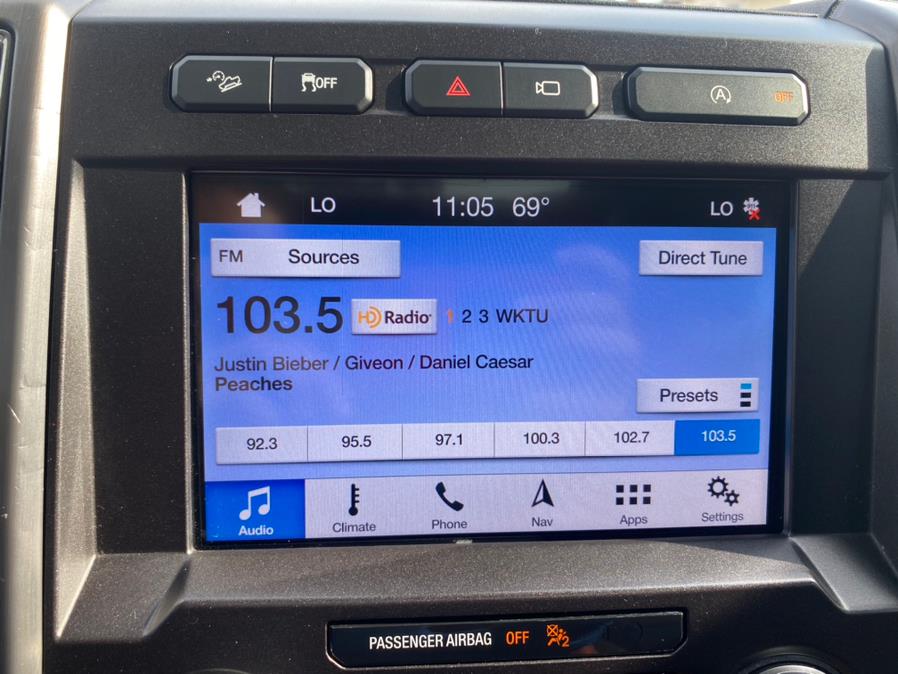 OFF A OFF
LO 11:05 69° LO
FM Sources Direct Tune
103.5 HD Radio 1 2 3 WKTU
Justin Bieber / Giveon / Daniel Caesar
Peaches
Presets
92.3 95.5 97.1 100.3 102.7 103.5
Audio Climate Phone Nav Apps Settings
PASSENGER AIRBAG OFF 2